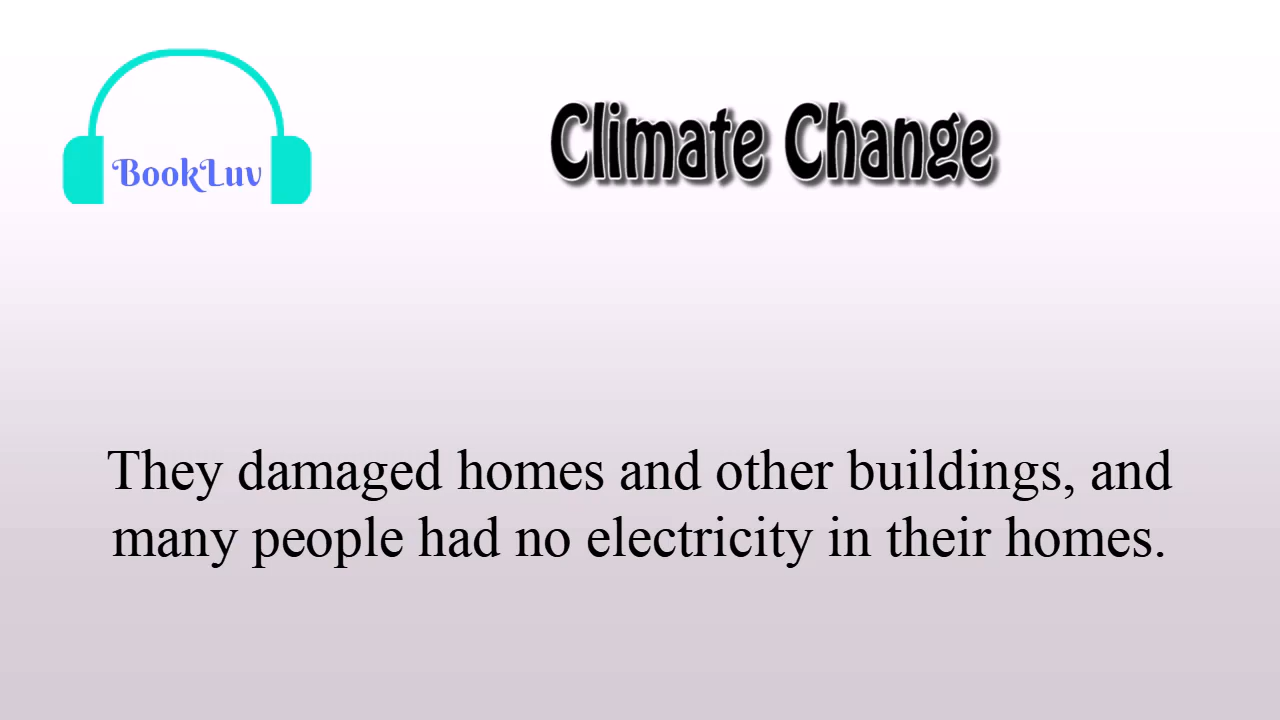 BookLuv
Climate Change
They damaged homes and other buildings, and
many people had no electricity in their homes.